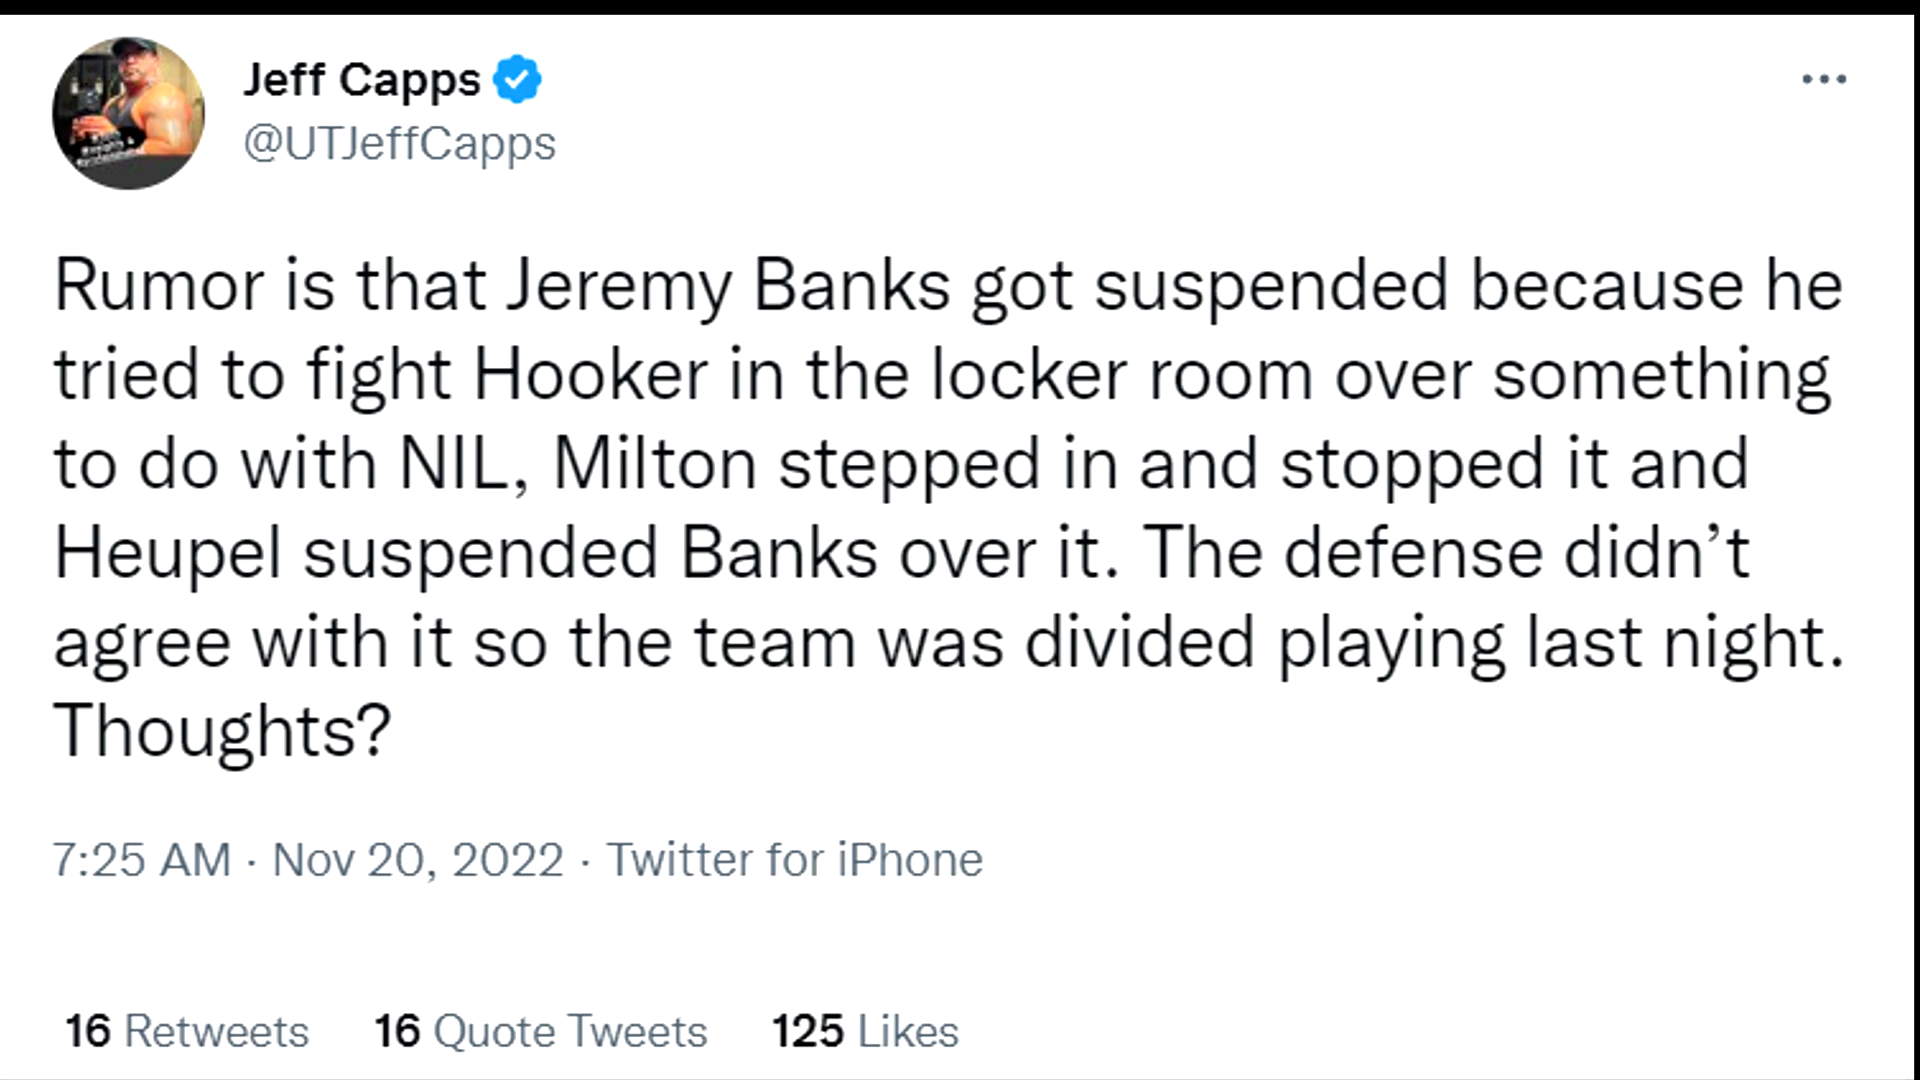 Jeff Capps
@UTJeffCapps
Rumor is that Jeremy Banks got suspended because he
tried to fight Hooker in the locker room over something
to do with NIL, Milton stepped in and stopped it and
Heupel suspended Banks over it. The defense didn’t
agree with it so the team was divided playing last night.
Thoughts?
7:25 AM · Nov 20, 2022 · Twitter for iPhone
16 Retweets 16 Quote Tweets 125 Likes